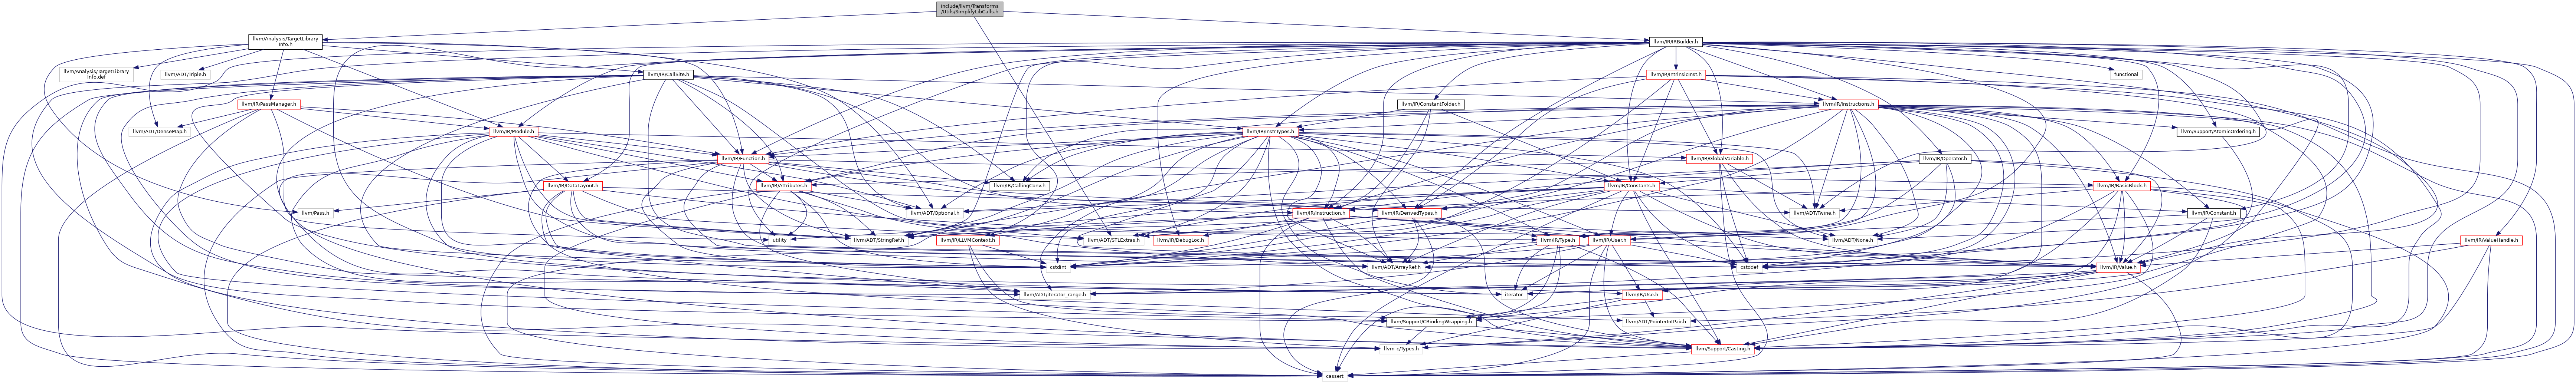 include/llvm/Transforms
/Utils/SimplifyLibCalls.h
llvm/Analysis/TargetLibrary
Info.h
llvm/IR/IRBuilder.h
llvm/Analysis/TargetLibrary
Info.def
llvm/ADT/Triple.h
llvm/IR/CallSite.h
llvm/IR/IntrinsicInst.h
functional
llvm/IR/PassManager.h
llvm/IR/ConstantFolder.h
llvm/IR/Instructions.h
llvm/ADT/DenseMap.h
llvm/IR/Module.h
llvm/IR/InstrTypes.h
llvm/Support/AtomicOrdering.h
llvm/IR/Function.h
llvm/IR/GlobalVariable.h
llvm/IR/Operator.h
llvm/IR/DataLayout.h
llvm/IR/Attributes.h
llvm/IR/CallingConv.h
llvm/IR/Constants.h
llvm/IR/BasicBlock.h
llvm/Pass.h
llvm/ADT/Optional.h
llvm/IR/Instruction.h
llvm/IR/DerivedTypes.h
llvm/ADT/Twine.h
llvm/IR/Constant.h
utility
llvm/ADT/StringRef.h
llvm/IR/LLVMContext.h
llvm/ADT/STLExtras.h
llvm/IR/DebugLoc.h
llvm/IR/Type.h
llvm/IR/User.h
llvm/ADT/None.h
llvm/IR/ValueHandle.h
cstdint
llvm/ADT/ArrayRef.h
cstddef
llvm/IR/Value.h
llvm/ADT/iterator_range.h
iterator
llvm/IR/Use.h
llvm/Support/CBindingWrapping.h
llvm/ADT/PointerIntPair.h
llvm-c/Types.h
llvm/Support/Casting.h
cassert